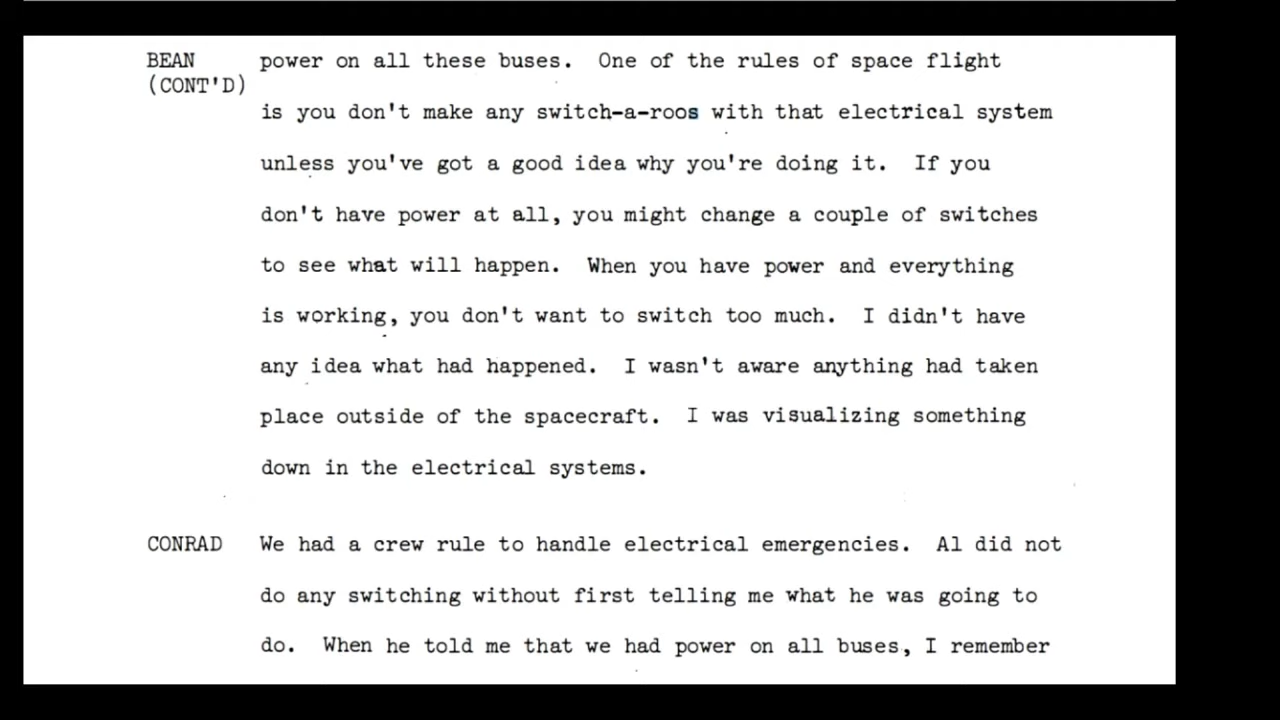 BEAN power on all these buses. One of the rules of space flight
(CONT'D)
is you don't make any switch-a-roos with that electrical system
unless you've got a good idea why you're doing it. If you
don't have power at all, you might change a couple of switches
to see what will happen. When you have power and everything
is working, you don't want to switch too much. I didn't have
any idea what had happened. I wasn't aware anything had taken
place outside of the spacecraft. I was visualizing something
down in the electrical systems.
CONRAD We had a crew rule to handle electrical emergencies. Al did not
do any switching without first telling me what he was going to
do. When he told me that we had power on all buses, I remember